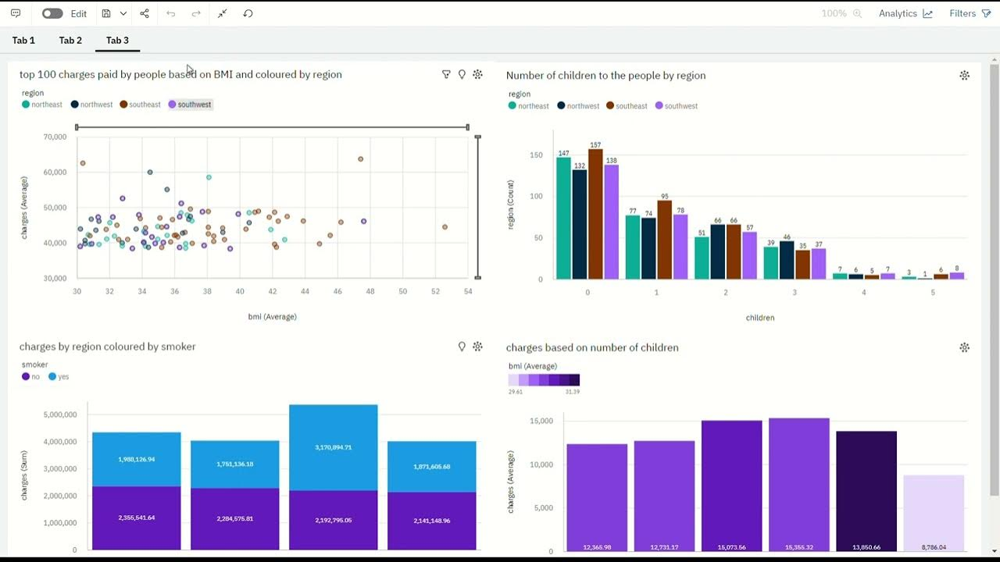 Edit
100%
Analytics
Filters
Tab 1
Tab 2
Tab 3
top 100 charges paid by people based on BMI and coloured by region
region
northeast northwest southeast southwest
70,000
60,000
50,000
40,000
30,000
charges (Average)
30 32 34 36 38 40 42 44 46 48 50 52 54
bmi (Average)
Number of children to the people by region
region
northeast northwest southeast southwest
150
100
50
0
region (Count)
147 132 157 138
77 74 95 78
51 66 66 57
39 46 35 37
7 6 5 7
3 1 6 8
0 1 2 3 4 5
children
charges by region coloured by smoker
smoker
no yes
5,000,000
4,000,000
3,000,000
2,000,000
1,000,000
0
charges (Sum)
1,988,126.94 1,751,136.18 3,170,894.71 1,871,605.68
2,355,541.64 2,284,575.81 2,192,795.05 2,141,148.96
charges based on number of children
bmi (Average)
29.61 31.39
15,000
10,000
5,000
0
charges (Average)
12,365.98 12,731.17 15,073.56 15,355.32 13,850.66 8,786.04